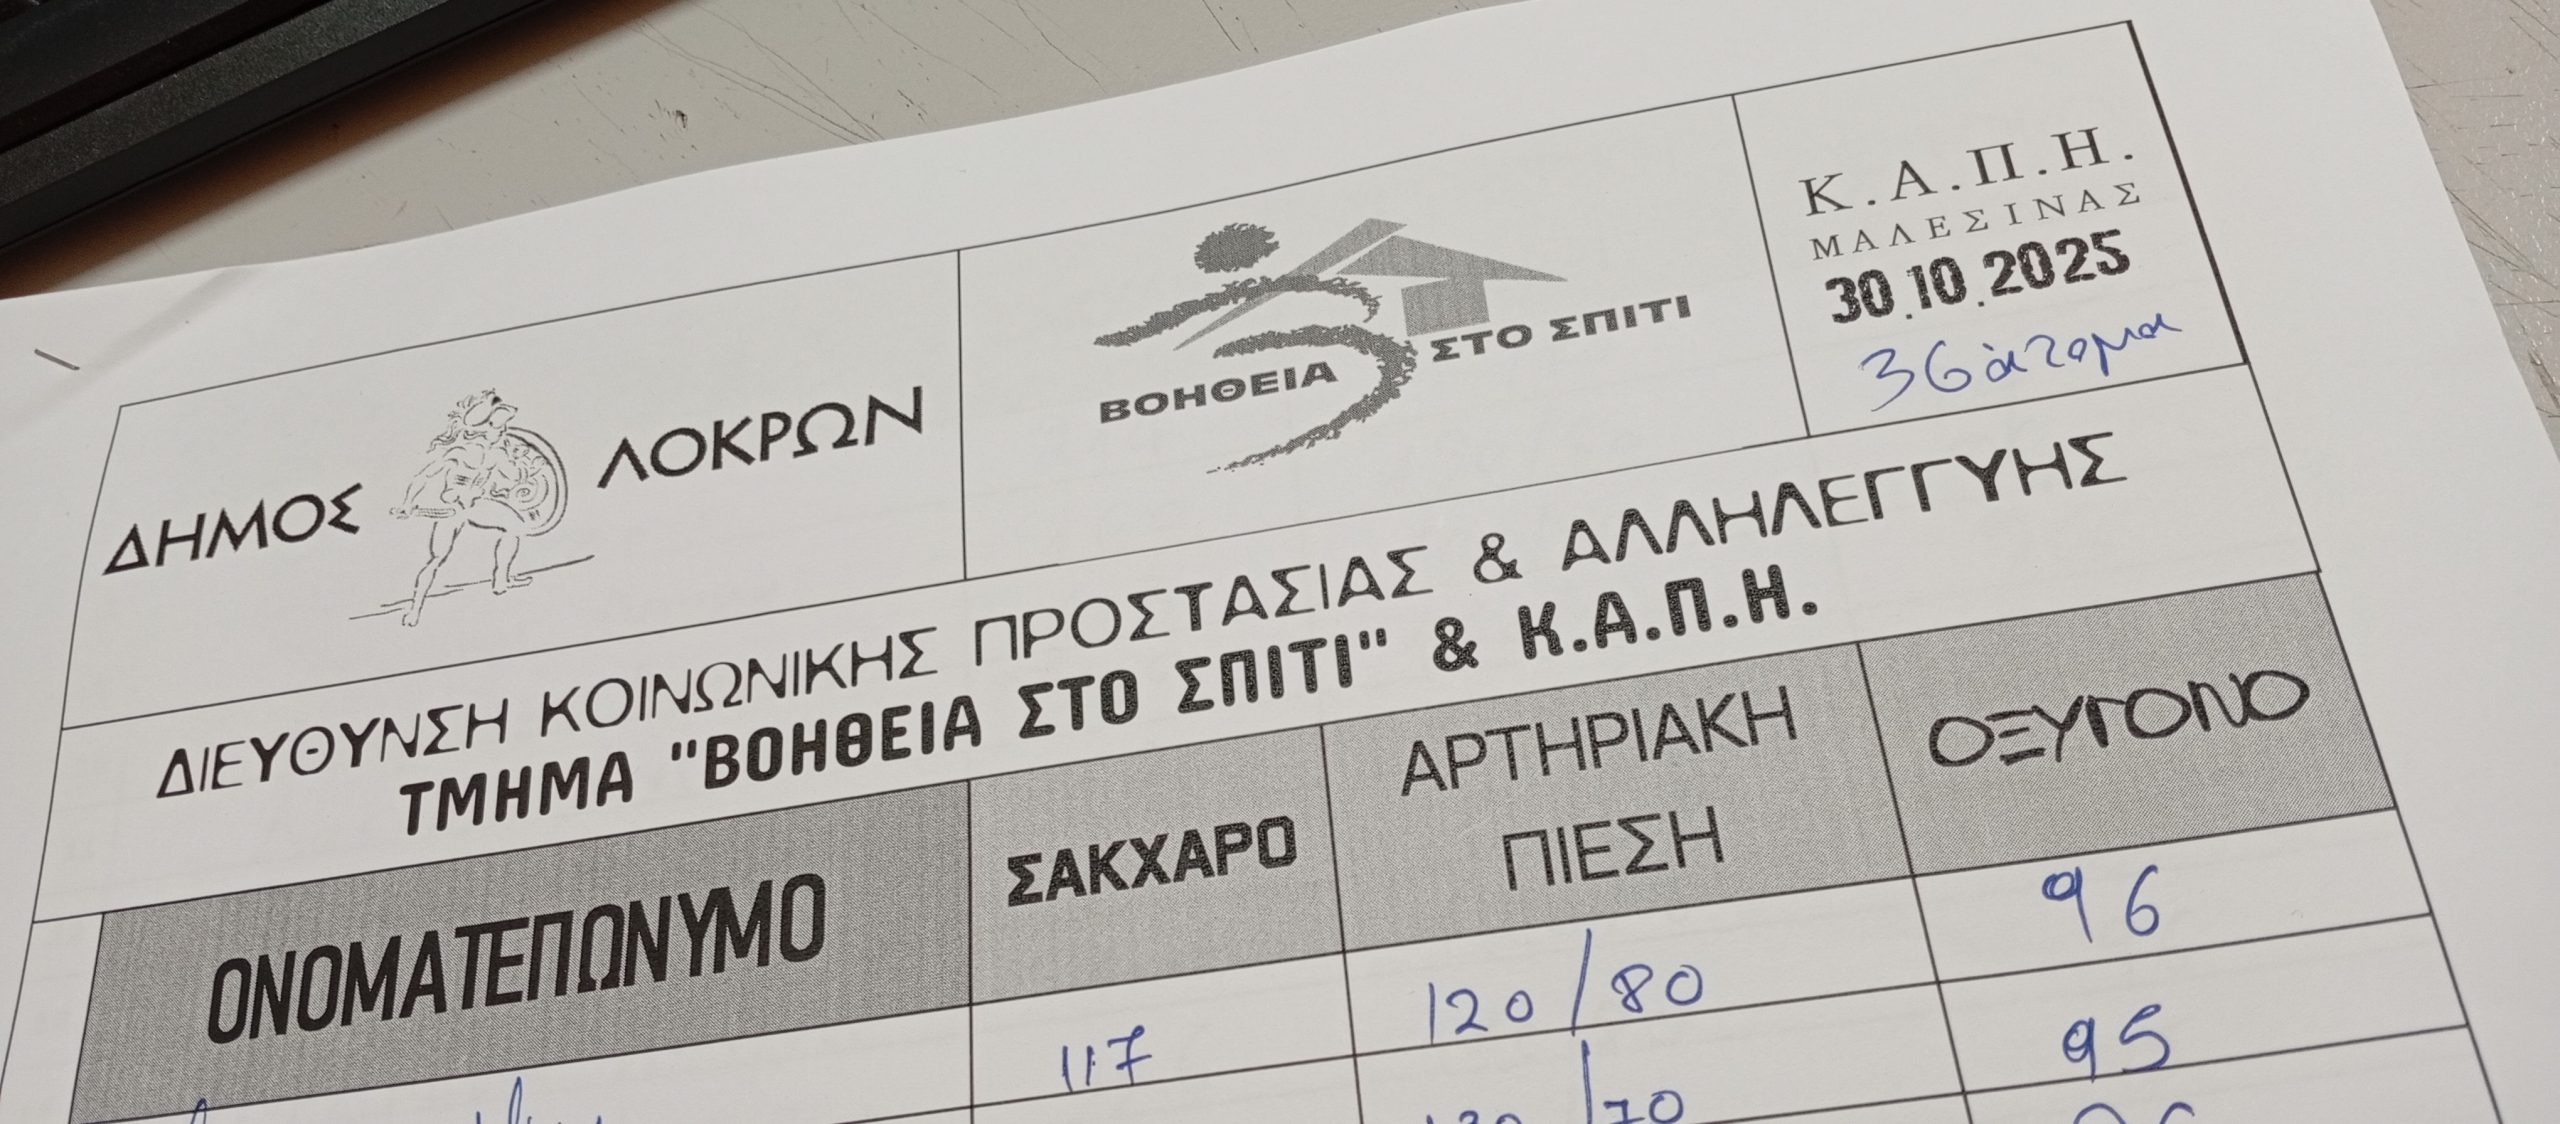 ΔΗΜΟΣ ΛΟΚΡΩΝ
ΒΟΗΘΕΙΑ ΣΤΟ ΣΠΙΤΙ
Κ.Α.Π.Η.
ΜΑΛΕΣΙΝΑΣ
30.10.2025
36 άτομα
ΔΙΕΥΘΥΝΣΗ ΚΟΙΝΩΝΙΚΗΣ ΠΡΟΣΤΑΣΙΑΣ & ΑΛΛΗΛΕΓΓΥΗΣ
ΤΜΗΜΑ "ΒΟΗΘΕΙΑ ΣΤΟ ΣΠΙΤΙ" & Κ.Α.Π.Η.
ΟΝΟΜΑΤΕΠΩΝΥΜΟ
ΣΑΚΧΑΡΟ
ΑΡΤΗΡΙΑΚΗ
ΠΙΕΣΗ
ΟΞΥΓΟΝΟ
117
120/80
96
95